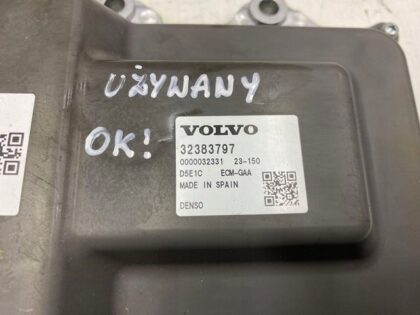 UŻYWANY
OK!
VOLVO
32383797
0000032331 23-150
D5E1C ECM-GAA
MADE IN SPAIN
DENSO